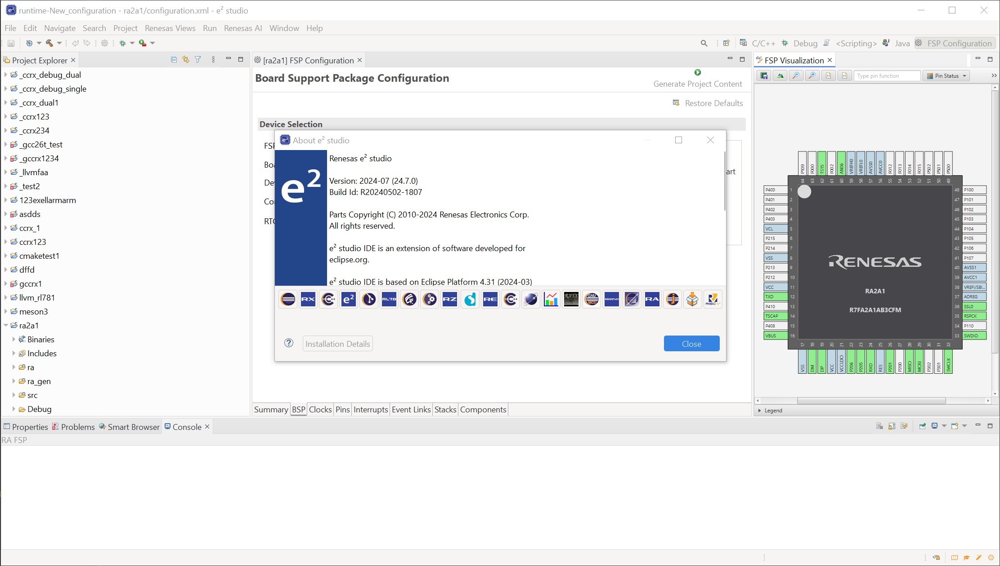 runtime-New_configuration - ra2a1/configuration.xml - e² studio
File Edit Navigate Search Project Renesas Views Run Renesas AI Window Help
C/C++ Debug <Scripting> Java FSP Configuration
Project Explorer
_ccrx_debug_dual
_ccrx_debug_single
_ccrx_dual1
_ccrx123
_ccrx234
_gcc26t_test
_gccrx1234
_llvmfaa
_test2
123exellarmarm
asdds
ccrx_1
ccrx123
cmaketest1
dffd
gccrx1
llvm_rl781
meson3
ra2a1
Binaries
Includes
ra
ra_gen
src
Debug
[ra2a1] FSP Configuration
Board Support Package Configuration
Generate Project Content
Restore Defaults
Device Selection
art
About e² studio
e²
Renesas e² studio
Version: 2024-07 (24.7.0)
Build Id: R20240502-1807
Parts Copyright (C) 2010-2024 Renesas Electronics Corp.
All rights reserved.
e² studio IDE is an extension of software developed for
eclipse.org.
e² studio IDE is based on Eclipse Platform 4.31 (2024-03)
RX e² RL78 RZ RE GNU MCU RH850 RA RISC-V
Installation Details Close
Summary BSP Clocks Pins Interrupts Event Links Stacks Components
FSP Visualization
Type pin function Pin Status
P109 P000 TS15 P002 AN06 VREFH0 VREFL0 AVSS0 AVCC0 P012 P013 P014 P015 P502 P501 P500
64 63 62 61 60 59 58 57 56 55 54 53 52 51 50 49
P400 1 48 P100
P401 2 47 P101
P402 3 46 P102
P403 4 45 P103
VCL 5 44 P104
P215 6 43 P105
P214 7 42 P106
VSS 8 41 P107
P213 9 40 AVSS1
P212 10 39 AVCC1
VCC 11 38 VREFI/SBI...
TXD 12 37 ADREG
P410 13 36 SSL0
TSCAP 14 35 RSPCK
P408 15 34 P110
VBUS 16 33 SWDIO
RENESAS
RA2A1
R7FA2A1AB3CFM
17 18 19 20 21 22 23 24 25 26 27 28 29 30 31 32
VSS DM DP VCC VCCLDO P206 P205 RXD RES P201 P200 MISO MOSI P302 P301 SWCLK
Legend
Properties Problems Smart Browser Console
RA FSP